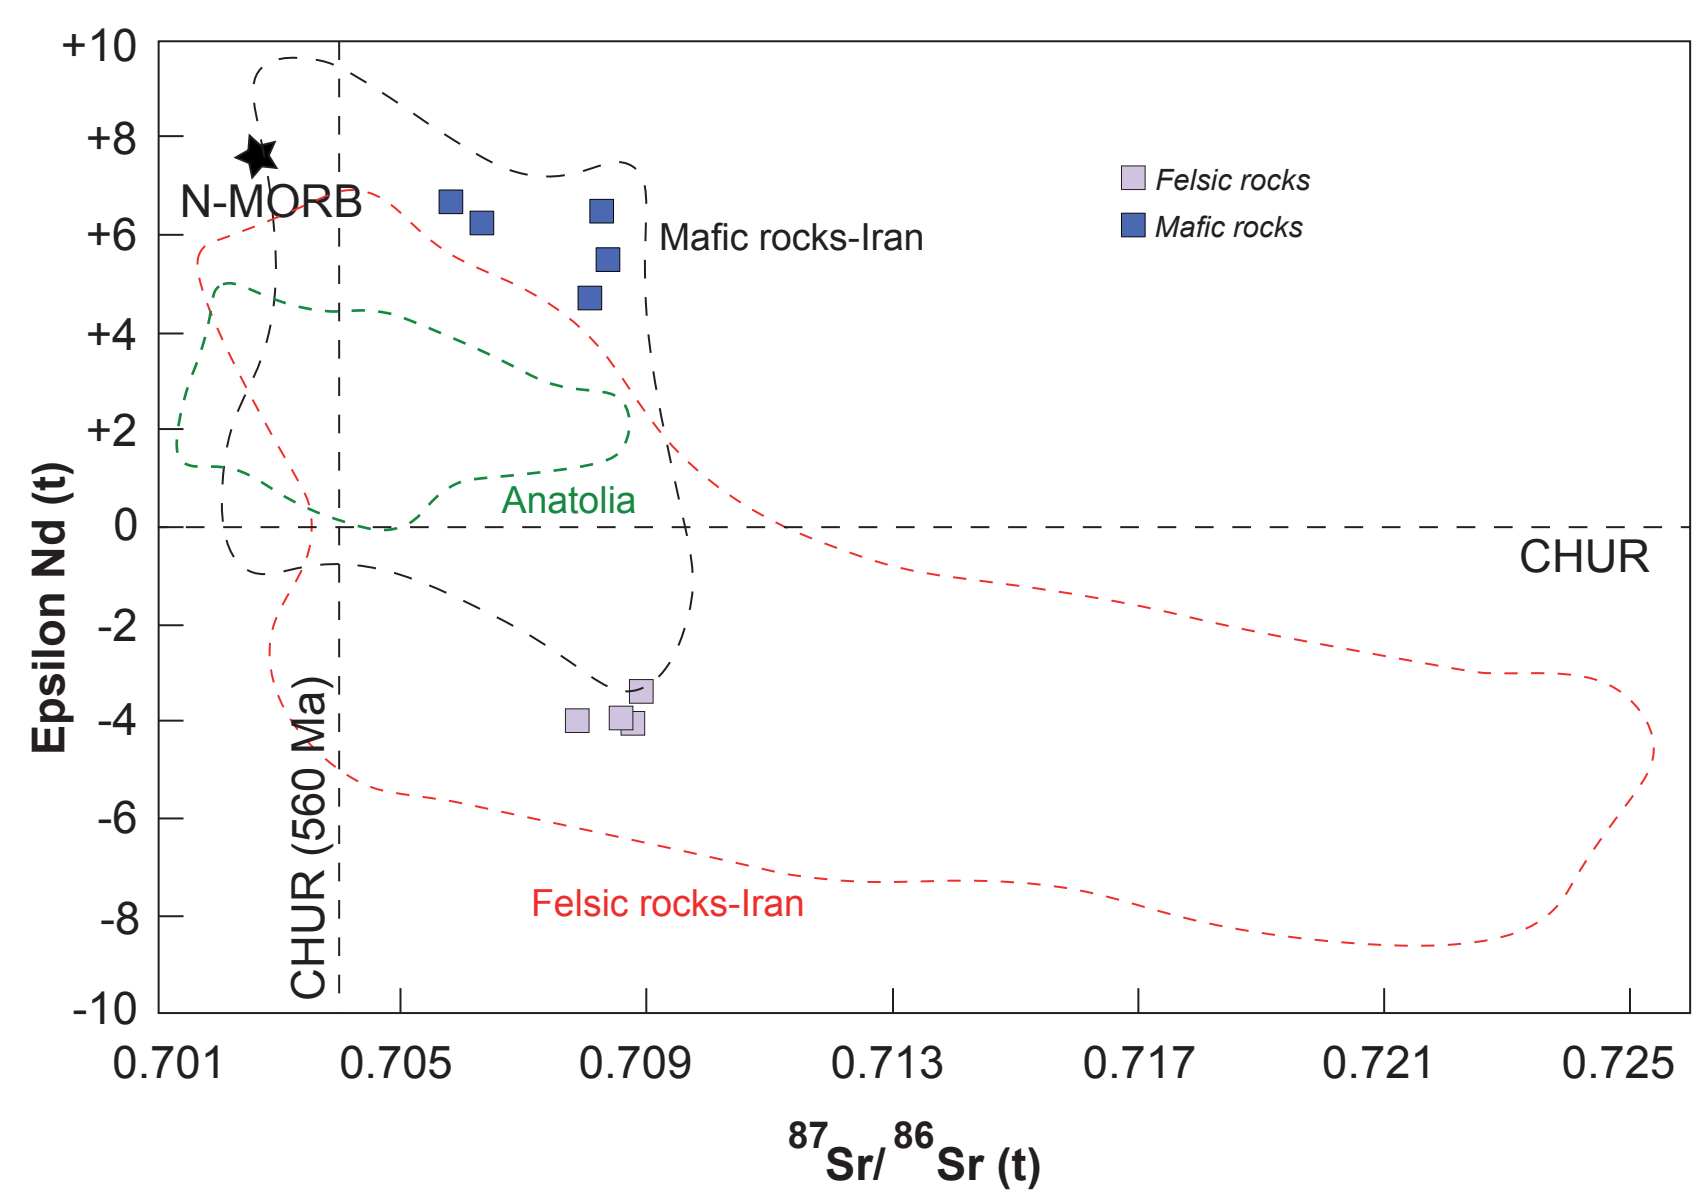 +10
+8
+6
+4
+2
0
-2
-4
-6
-8
-10
Epsilon Nd (t)
N-MORB
Mafic rocks-Iran
Felsic rocks
Mafic rocks
Anatolia
CHUR
CHUR (560 Ma)
Felsic rocks-Iran
0.701 0.705 0.709 0.713 0.717 0.721 0.725
⁸⁷Sr/ ⁸⁶Sr (t)